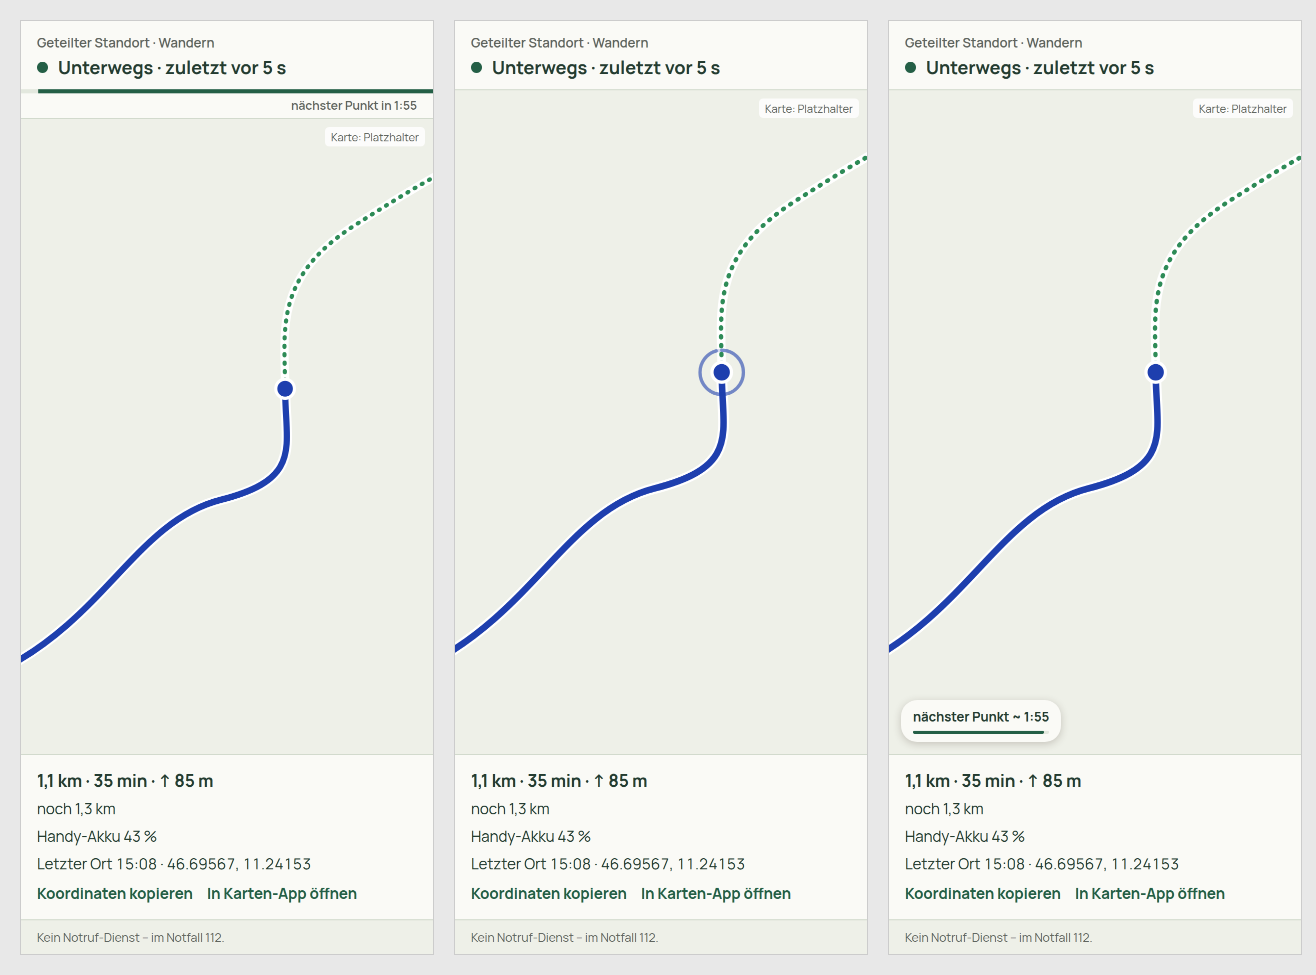 Geteilter Standort · Wandern
Unterwegs · zuletzt vor 5 s
nächster Punkt in 1:55
Karte: Platzhalter
1,1 km · 35 min · ↑ 85 m
noch 1,3 km
Handy-Akku 43 %
Letzter Ort 15:08 · 46.69567, 11.24153
Koordinaten kopieren In Karten-App öffnen
Kein Notruf-Dienst – im Notfall 112.
Geteilter Standort · Wandern
Unterwegs · zuletzt vor 5 s
Karte: Platzhalter
1,1 km · 35 min · ↑ 85 m
noch 1,3 km
Handy-Akku 43 %
Letzter Ort 15:08 · 46.69567, 11.24153
Koordinaten kopieren In Karten-App öffnen
Kein Notruf-Dienst – im Notfall 112.
Geteilter Standort · Wandern
Unterwegs · zuletzt vor 5 s
Karte: Platzhalter
nächster Punkt ~ 1:55
1,1 km · 35 min · ↑ 85 m
noch 1,3 km
Handy-Akku 43 %
Letzter Ort 15:08 · 46.69567, 11.24153
Koordinaten kopieren In Karten-App öffnen
Kein Notruf-Dienst – im Notfall 112.